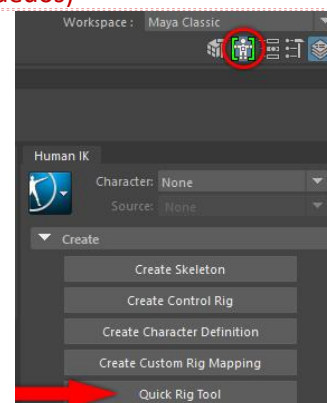 Workspace : Maya Classic
Human IK
Character: None
Source: None
Create
Create Skeleton
Create Control Rig
Create Character Definition
Create Custom Rig Mapping
Quick Rig Tool